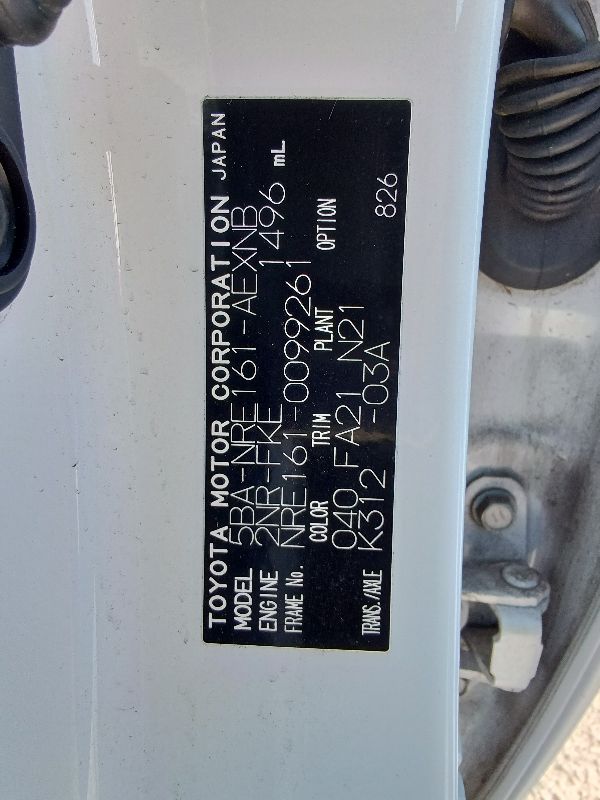 TOYOTA MOTOR CORPORATION JAPAN
MODEL 5BA-NRE161-AEXNB
ENGINE 2NR-FKE 1496 mL
FRAME No. NRE161-0099261
COLOR TRIM PLANT OPTION
040 FA21 N21
TRANS./AXLE K312 -03A 826